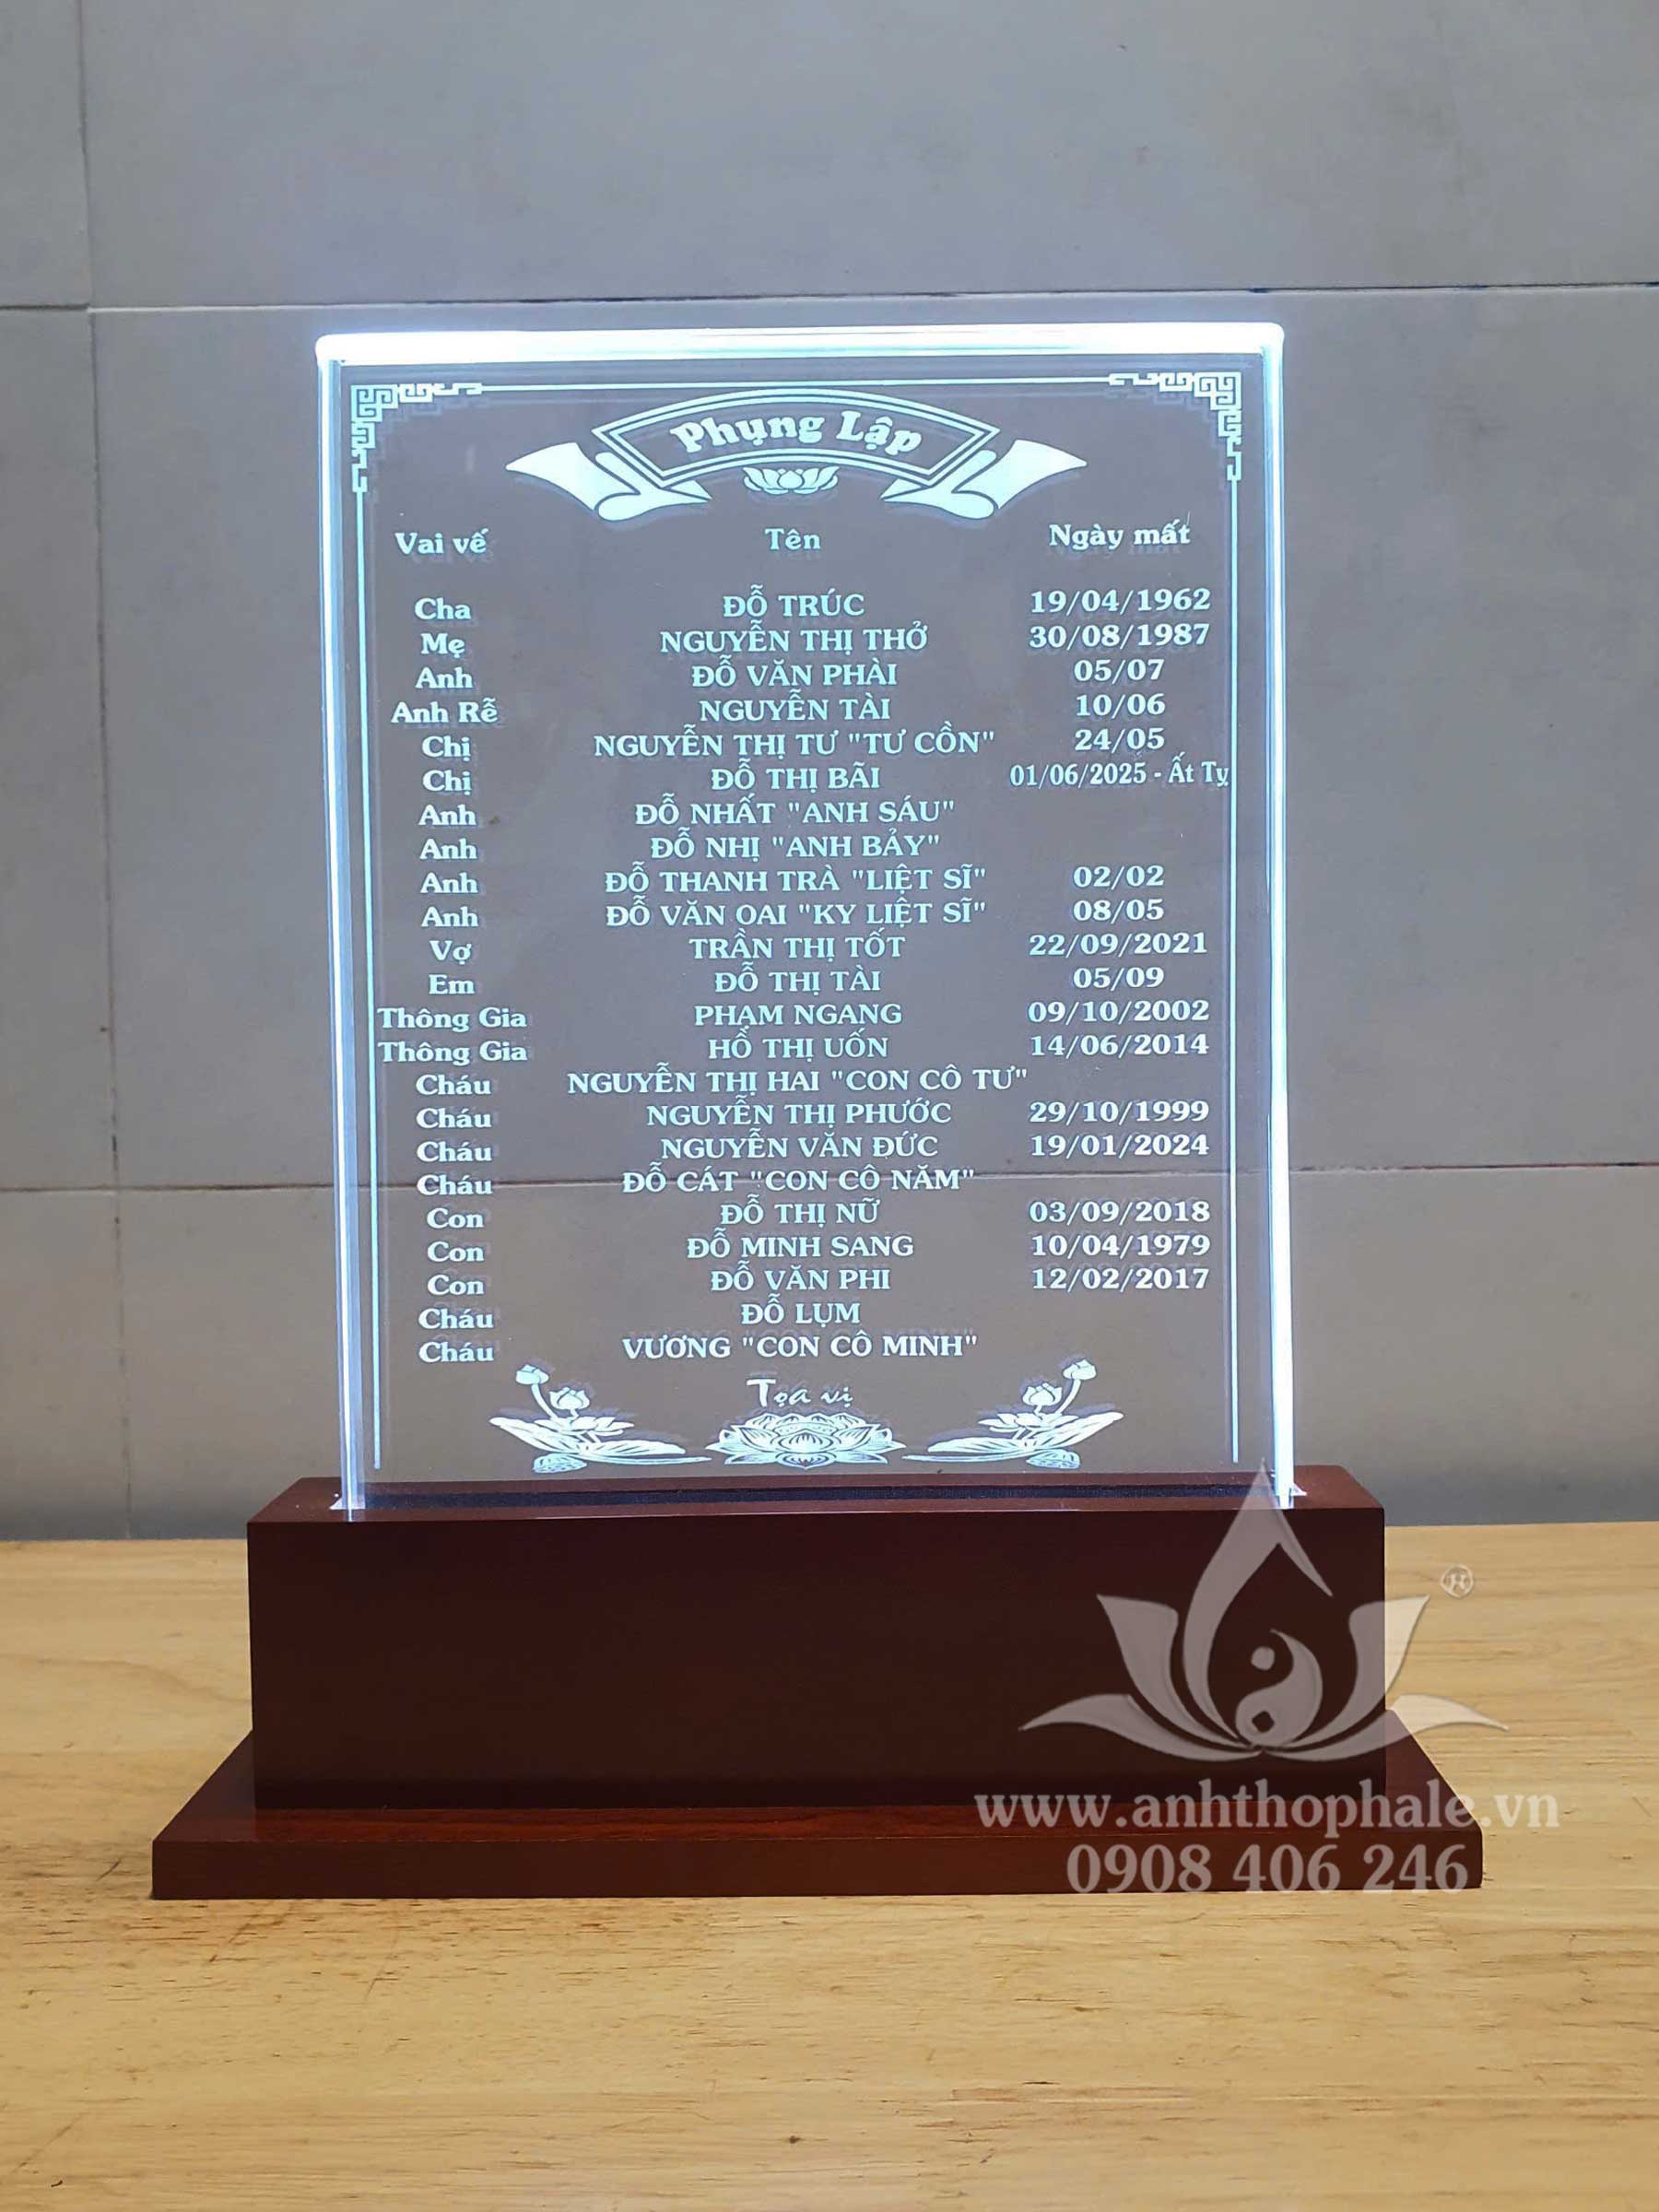 Phụng Lập
Vai vế Tên Ngày mất
Cha ĐỖ TRÚC 19/04/1962
Mẹ NGUYỄN THỊ THỞ 30/08/1987
Anh ĐỖ VĂN PHÀI 05/07
Anh Rễ NGUYỄN TÀI 10/06
Chị NGUYỄN THỊ TƯ "TƯ CỒN" 24/05
Chị ĐỖ THỊ BÃI 01/06/2025 - Ất Tỵ
Anh ĐỖ NHẤT "ANH SÁU"
Anh ĐỖ NHỊ "ANH BẢY"
Anh ĐỖ THANH TRÀ "LIỆT SĨ" 02/02
Anh ĐỖ VĂN OAI "KY LIỆT SĨ" 08/05
Vợ TRẦN THỊ TỐT 22/09/2021
Em ĐỖ THỊ TÀI 05/09
Thông Gia PHẠM NGANG 09/10/2002
Thông Gia HỒ THỊ UỐN 14/06/2014
Cháu NGUYỄN THỊ HAI "CON CÔ TƯ"
Cháu NGUYỄN THỊ PHƯỚC 29/10/1999
Cháu NGUYỄN VĂN ĐỨC 19/01/2024
Cháu ĐỖ CÁT "CON CÔ NĂM"
Con ĐỖ THỊ NỮ 03/09/2018
Con ĐỖ MINH SANG 10/04/1979
Con ĐỖ VĂN PHI 12/02/2017
Cháu ĐỖ LỤM
Cháu VƯƠNG "CON CÔ MINH"
Tọa vị
www.anhthophale.vn
0908 406 246